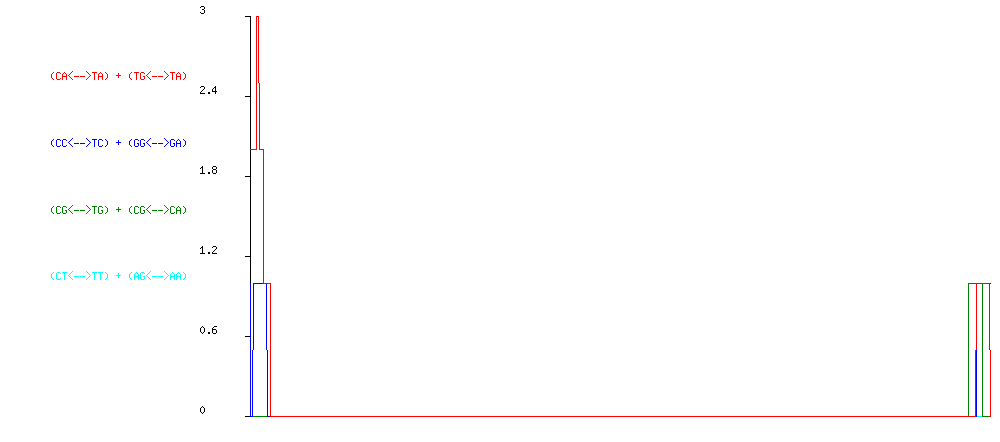 3
(CA<-->TA) + (TG<-->TA)
2.4
(CC<-->TC) + (GG<-->GA)
1.8
(CG<-->TG) + (CG<-->CA)
1.2
(CT<-->TT) + (AG<-->AA)
0.6
0